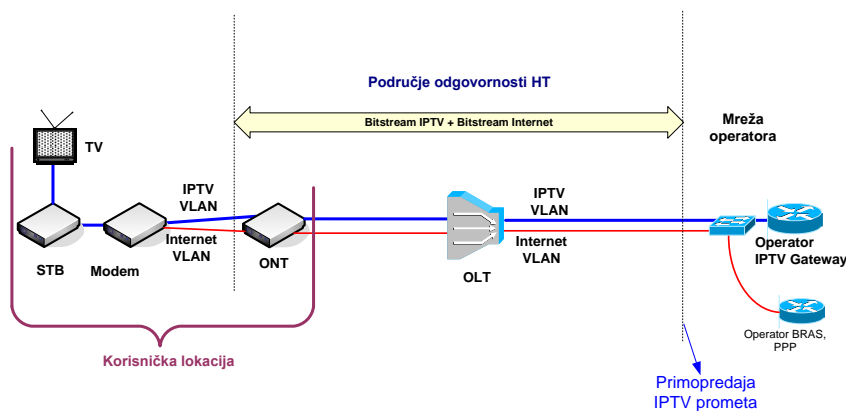 Područje odgovornosti HT
Bitstream IPTV + Bitstream Internet
Mreža
operatora
TV
IPTV
VLAN
Internet
VLAN
STB
Modem
ONT
OLT
IPTV
VLAN
Internet
VLAN
Operator
IPTV Gateway
Operator BRAS,
PPP
Korisnička lokacija
Primopredaja
IPTV prometa